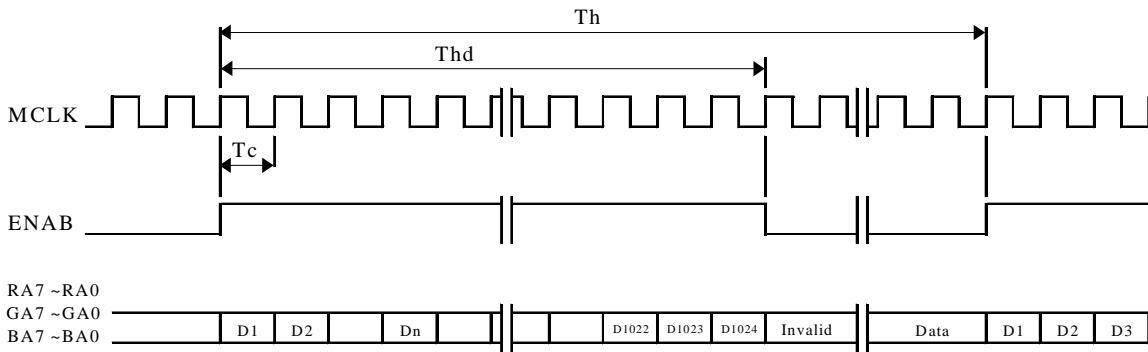 Th
Thd
MCLK
Tc
ENAB
RA7 ~RA0
GA7 ~GA0
BA7 ~BA0
D1 D2 Dn D1022 D1023 D1024 Invalid Data D1 D2 D3